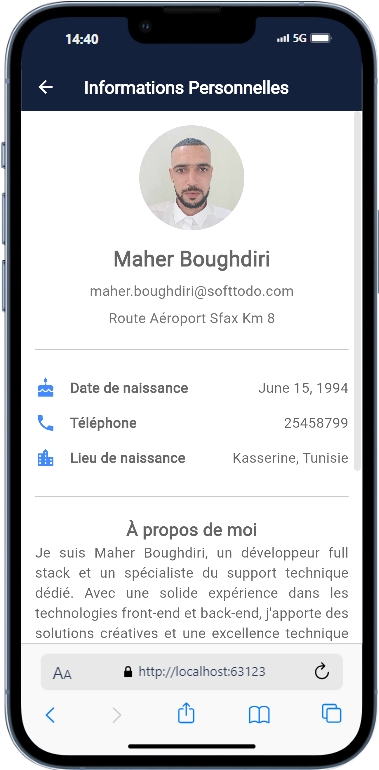 14:40
5G
Informations Personnelles
Maher Boughdiri
maher.boughdiri@softtodo.com
Route Aéroport Sfax Km 8
Date de naissance June 15, 1994
Téléphone 25458799
Lieu de naissance Kasserine, Tunisie
À propos de moi
Je suis Maher Boughdiri, un développeur full
stack et un spécialiste du support technique
dédié. Avec une solide expérience dans les
technologies front-end et back-end, j'apporte des
solutions créatives et une excellence technique
AA http://localhost:63123